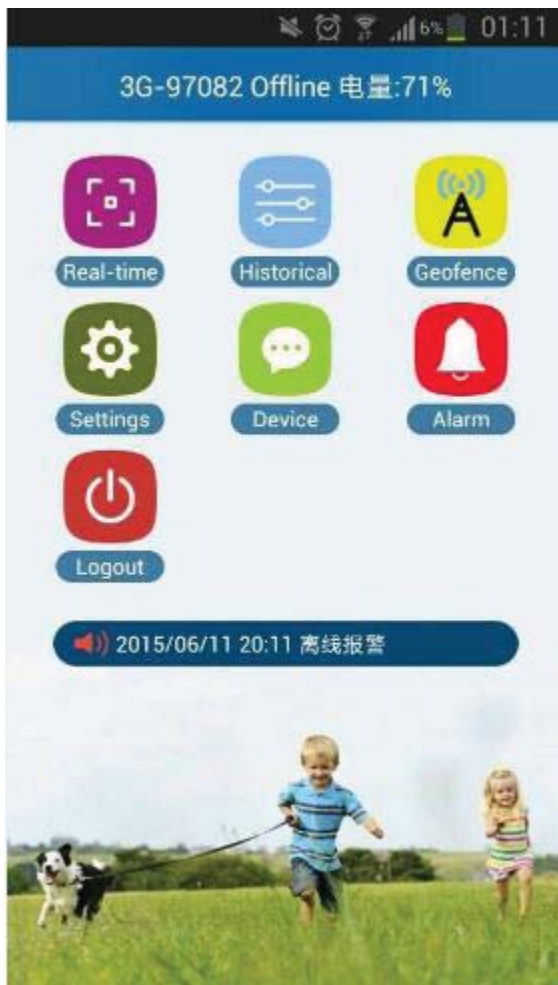 6% 01:11
3G-97082 Offline 电量:71%
Real-time Historical Geofence
Settings Device Alarm
Logout
2015/06/11 20:11 离线报警